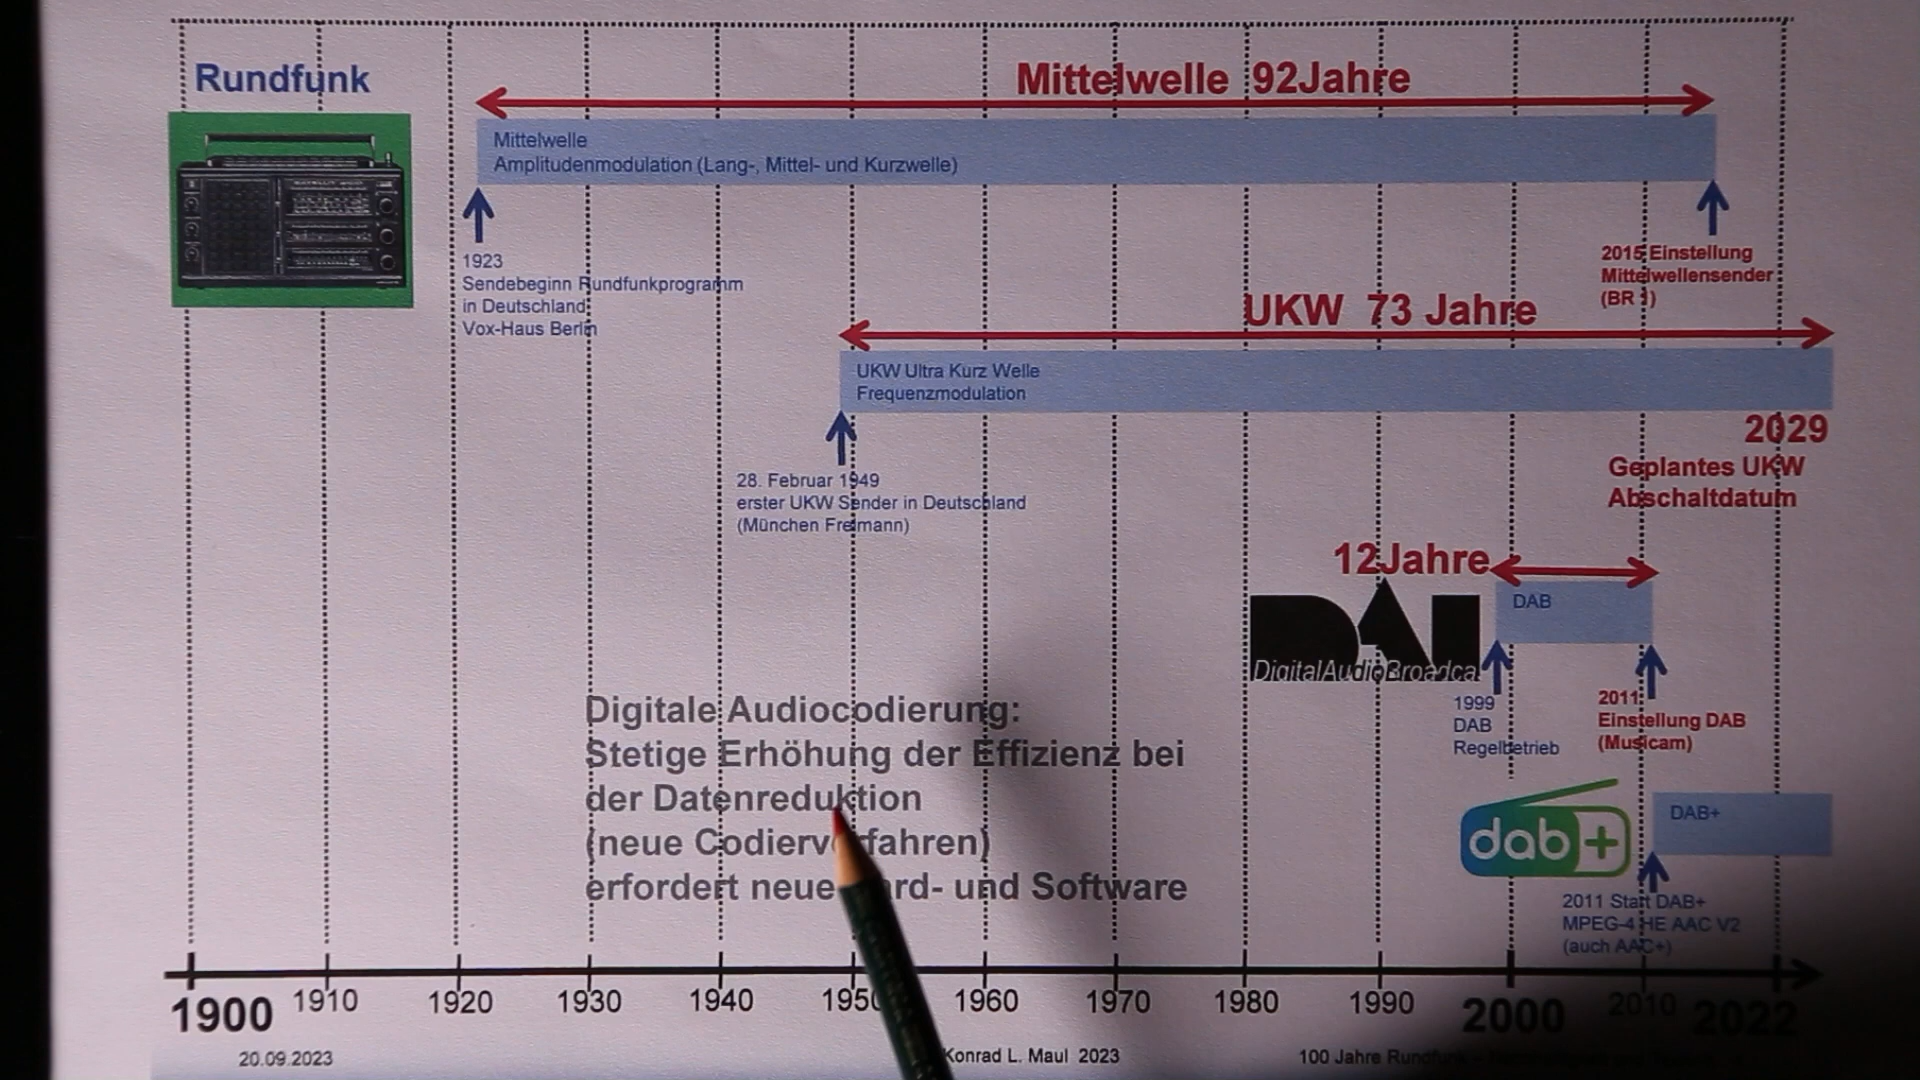 Rundfunk
Mittelwelle 92Jahre
Mittelwelle
Amplitudenmodulation (Lang-, Mittel- und Kurzwelle)
1923
Sendebeginn Rundfunkprogramm
in Deutschland
Vox-Haus Berlin
2015 Einstellung
Mittelwellensender
(BR 1)
UKW 73 Jahre
UKW Ultra Kurz Welle
Frequenzmodulation
2029
Geplantes UKW
Abschaltdatum
28. Februar 1949
erster UKW Sender in Deutschland
(München Freimann)
12Jahre
DAB
DAB
DigitalAudioBroadca
1999
DAB
Regelbetrieb
2011
Einstellung DAB
(Musicam)
Digitale Audiocodierung:
Stetige Erhöhung der Effizienz bei
der Datenreduktion
(neue Codierverfahren)
erfordert neue Hard- und Software
dab+
DAB+
2011 Start DAB+
MPEG-4 HE AAC V2
(auch AAC+)
1900 1910 1920 1930 1940 1950 1960 1970 1980 1990 2000 2010 2022
20.09.2023
Konrad L. Maul 2023
100 Jahre Rundfunk